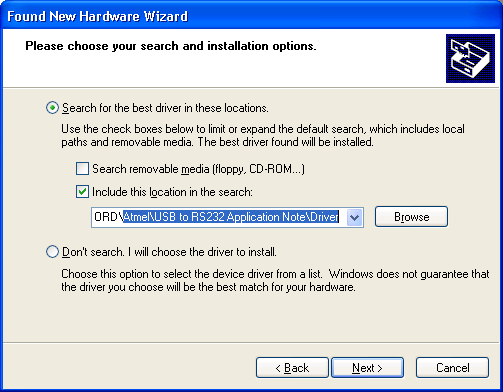 Found New Hardware Wizard
Please choose your search and installation options.
Search for the best driver in these locations.
Use the check boxes below to limit or expand the default search, which includes local
paths and removable media. The best driver found will be installed.
Search removable media (floppy, CD-ROM...)
Include this location in the search:
ORD\Atmel\USB to RS232 Application Note\Driver
Browse
Don't search. I will choose the driver to install.
Choose this option to select the device driver from a list. Windows does not guarantee that
the driver you choose will be the best match for your hardware.
< Back
Next >
Cancel